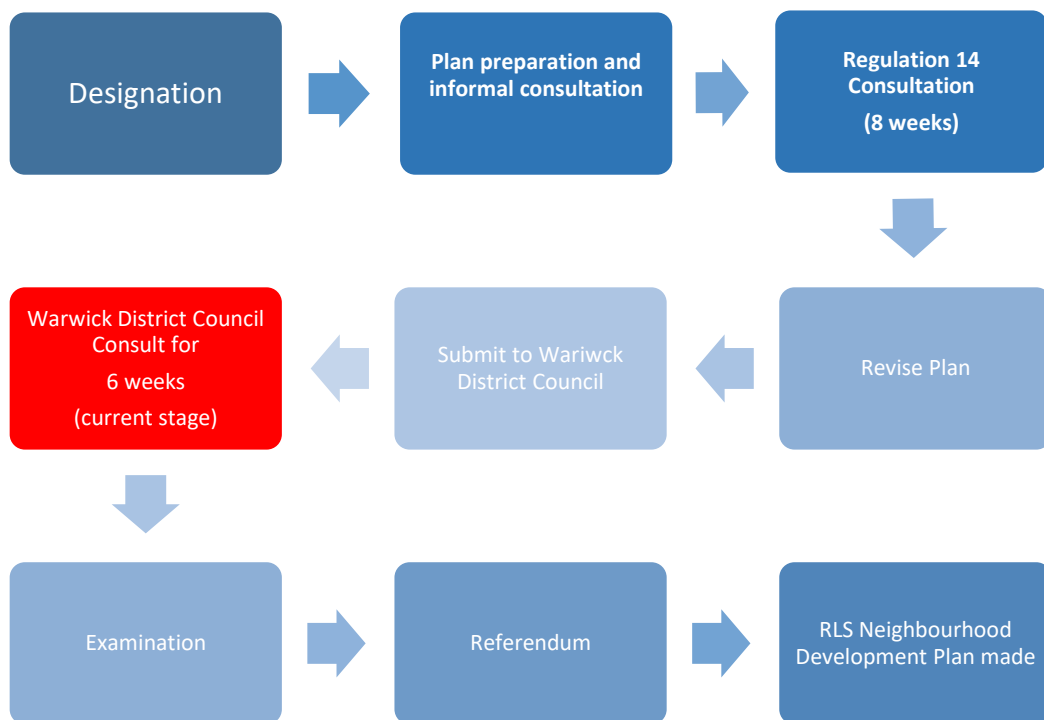 Designation
Plan preparation and
informal consultation
Regulation 14
Consultation
(8 weeks)
Revise Plan
Submit to Wariwck
District Council
Warwick District Council
Consult for
6 weeks
(current stage)
Examination
Referendum
RLS Neighbourhood
Development Plan made